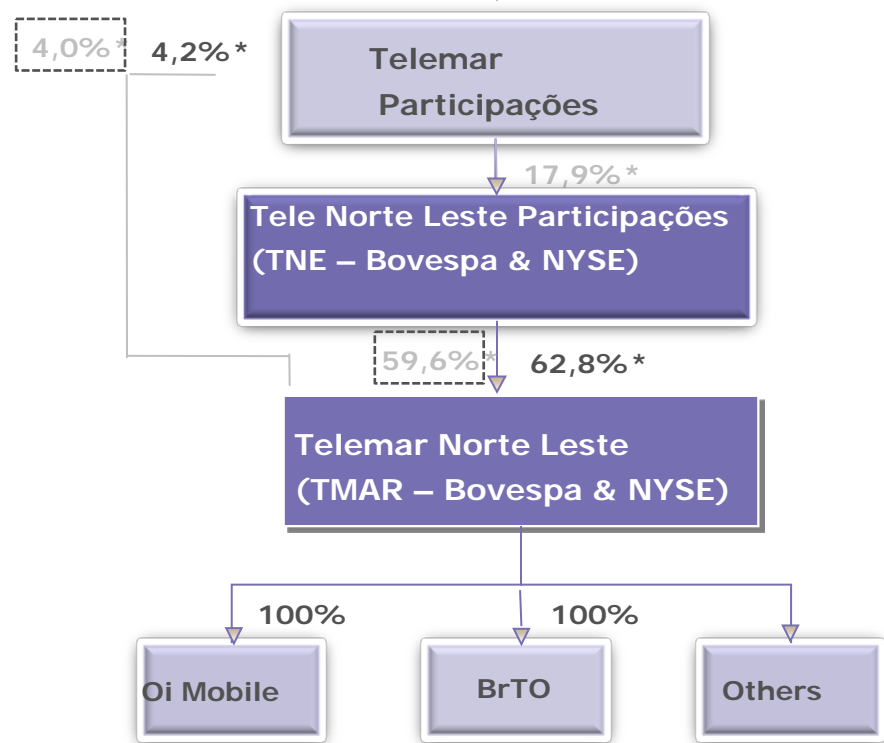 4,0%* 4,2%*
Telemar
Participações
17,9%*
Tele Norte Leste Participações
(TNE – Bovespa & NYSE)
59,6%* 62,8%*
Telemar Norte Leste
(TMAR – Bovespa & NYSE)
100% 100%
Oi Mobile BrTO Others